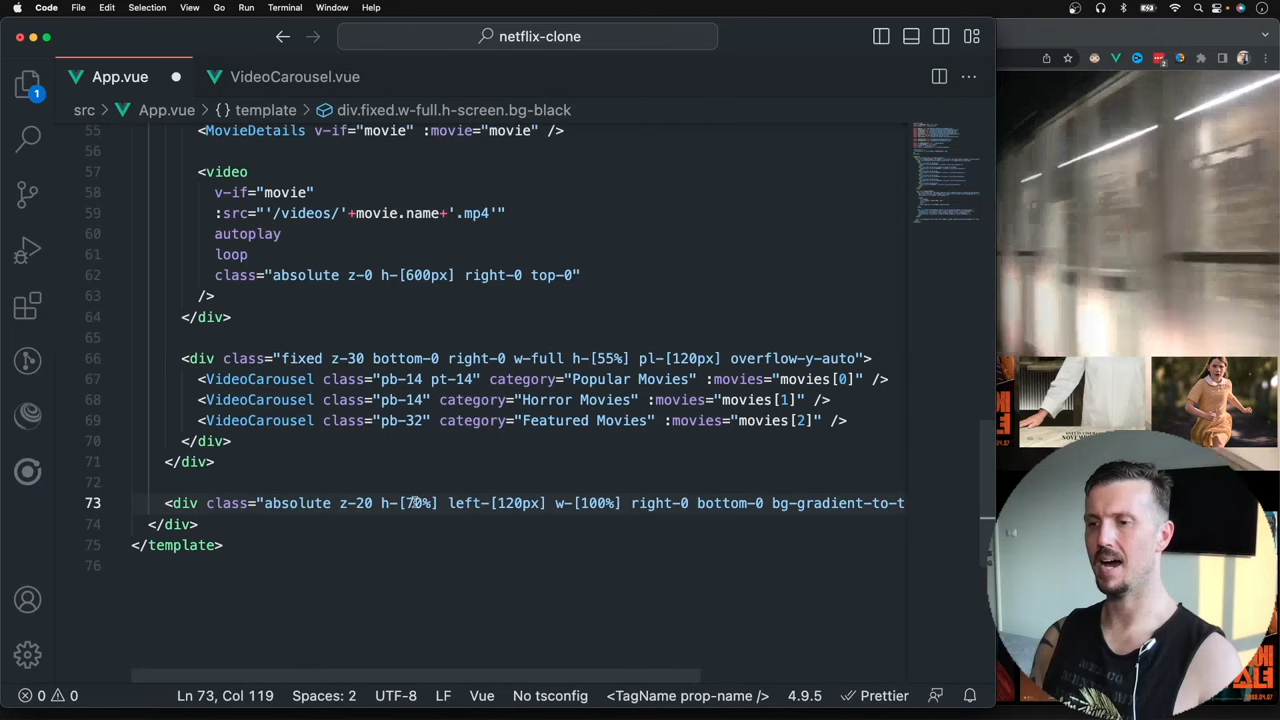 Code File Edit Selection View Go Run Terminal Window Help
netflix-clone
App.vue VideoCarousel.vue
src App.vue {} template div.fixed.w-full.h-screen.bg-black
55 <MovieDetails v-if="movie" :movie="movie" />
56
57 <video
58 v-if="movie"
59 :src="'/videos/'+movie.name+'.mp4'"
60 autoplay
61 loop
62 class="absolute z-0 h-[600px] right-0 top-0"
63 />
64 </div>
65
66 <div class="fixed z-30 bottom-0 right-0 w-full h-[55%] pl-[120px] overflow-y-auto">
67 <VideoCarousel class="pb-14 pt-14" category="Popular Movies" :movies="movies[0]" />
68 <VideoCarousel class="pb-14" category="Horror Movies" :movies="movies[1]" />
69 <VideoCarousel class="pb-32" category="Featured Movies" :movies="movies[2]" />
70 </div>
71 </div>
72
73 <div class="absolute z-20 h-[70%] left-[120px] w-[100%] right-0 bottom-0 bg-gradient-to-t
74 </div>
75 </template>
76
1
2
0 0 Ln 73, Col 119 Spaces: 2 UTF-8 LF Vue No Config <TagName prop-name /> 4.9.5 Prettier